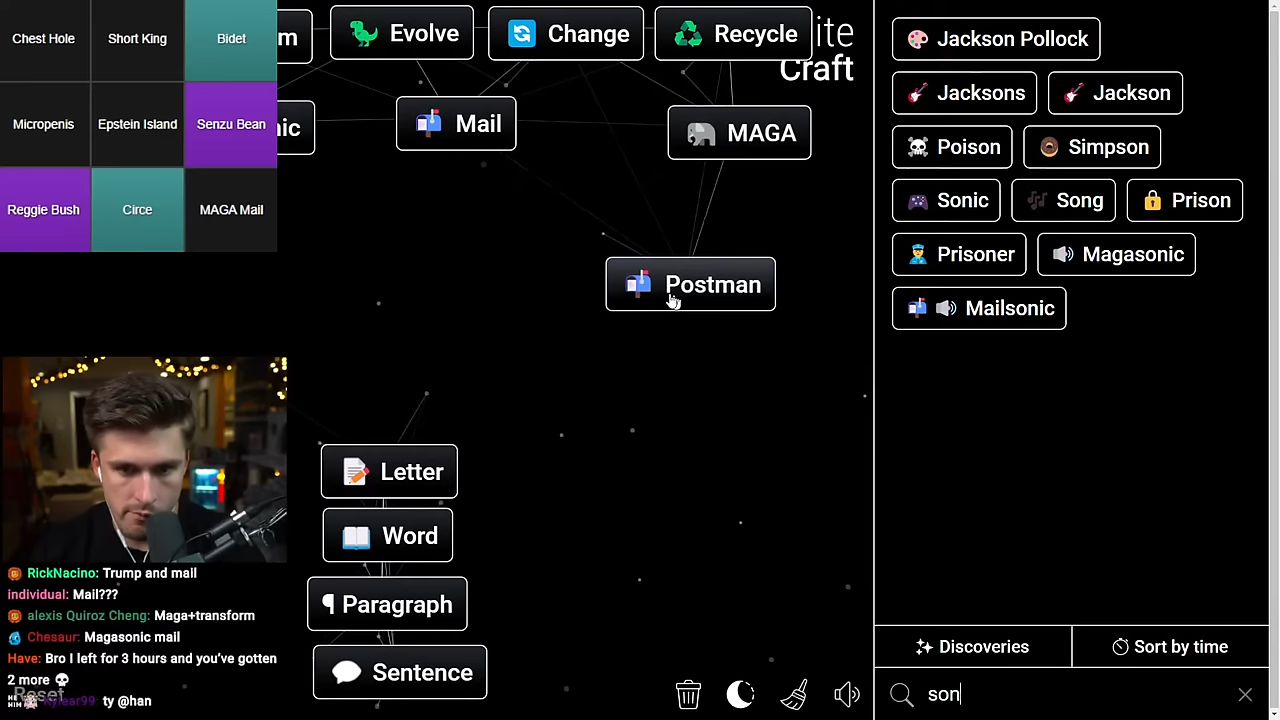 Chest Hole
Short King
Bidet
Micropenis
Epstein Island
Senzu Bean
Reggie Bush
Circe
MAGA Mail
m
Evolve
Change
Recycle
ite
Craft
ic
Mail
MAGA
Postman
Letter
Word
¶ Paragraph
Sentence
RickNacino: Trump and mail
individual: Mail???
alexis Quiroz Cheng: Maga+transform
Chesaur: Magasonic mail
Have: Bro I left for 3 hours and you've gotten
2 more
Reset
ty @han
Jackson Pollock
Jacksons
Jackson
Poison
Simpson
Sonic
Song
Prison
Prisoner
Magasonic
Mailsonic
Discoveries
Sort by time
son